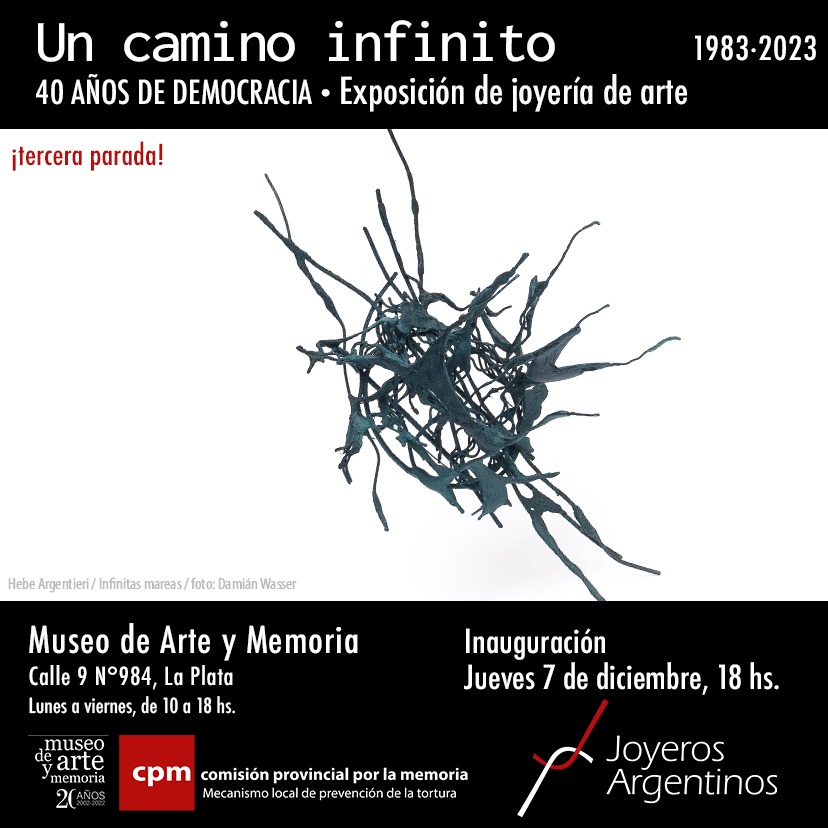 Un camino infinito
1983·2023
40 AÑOS DE DEMOCRACIA • Exposición de joyería de arte
¡tercera parada!
Hebe Argentieri / Infinitas mareas / foto: Damián Wasser
Museo de Arte y Memoria
Calle 9 N°984, La Plata
Lunes a viernes, de 10 a 18 hs.
Inauguración
Jueves 7 de diciembre, 18 hs.
museo
de arte
y memoria
20 AÑOS
2002-2022
cpm
comisión provincial por la memoria
Mecanismo local de prevención de la tortura
Joyeros
Argentinos